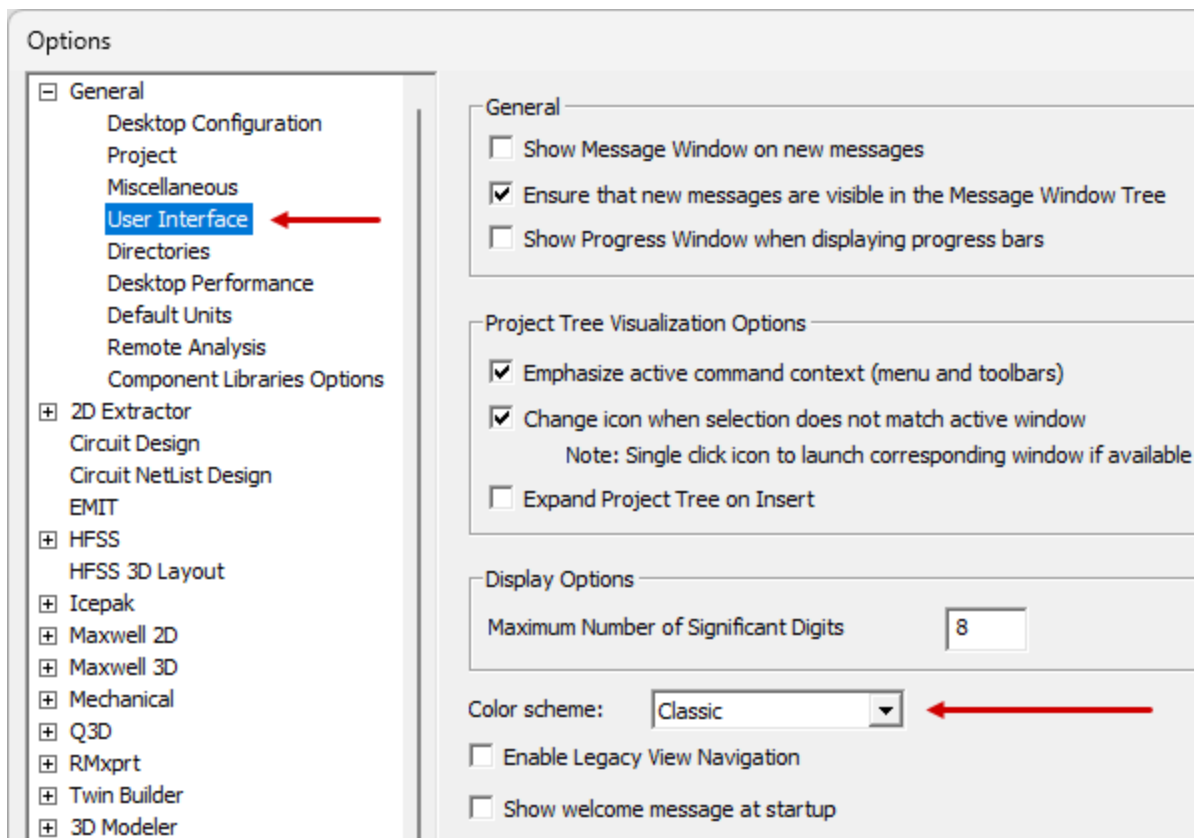 Options
General
Desktop Configuration
Project
Miscellaneous
User Interface
Directories
Desktop Performance
Default Units
Remote Analysis
Component Libraries Options
2D Extractor
Circuit Design
Circuit NetList Design
EMIT
HFSS
HFSS 3D Layout
Icepak
Maxwell 2D
Maxwell 3D
Mechanical
Q3D
RMxprt
Twin Builder
3D Modeler
General
Show Message Window on new messages
Ensure that new messages are visible in the Message Window Tree
Show Progress Window when displaying progress bars
Project Tree Visualization Options
Emphasize active command context (menu and toolbars)
Change icon when selection does not match active window
Note: Single click icon to launch corresponding window if available
Expand Project Tree on Insert
Display Options
Maximum Number of Significant Digits 8
Color scheme: Classic
Enable Legacy View Navigation
Show welcome message at startup